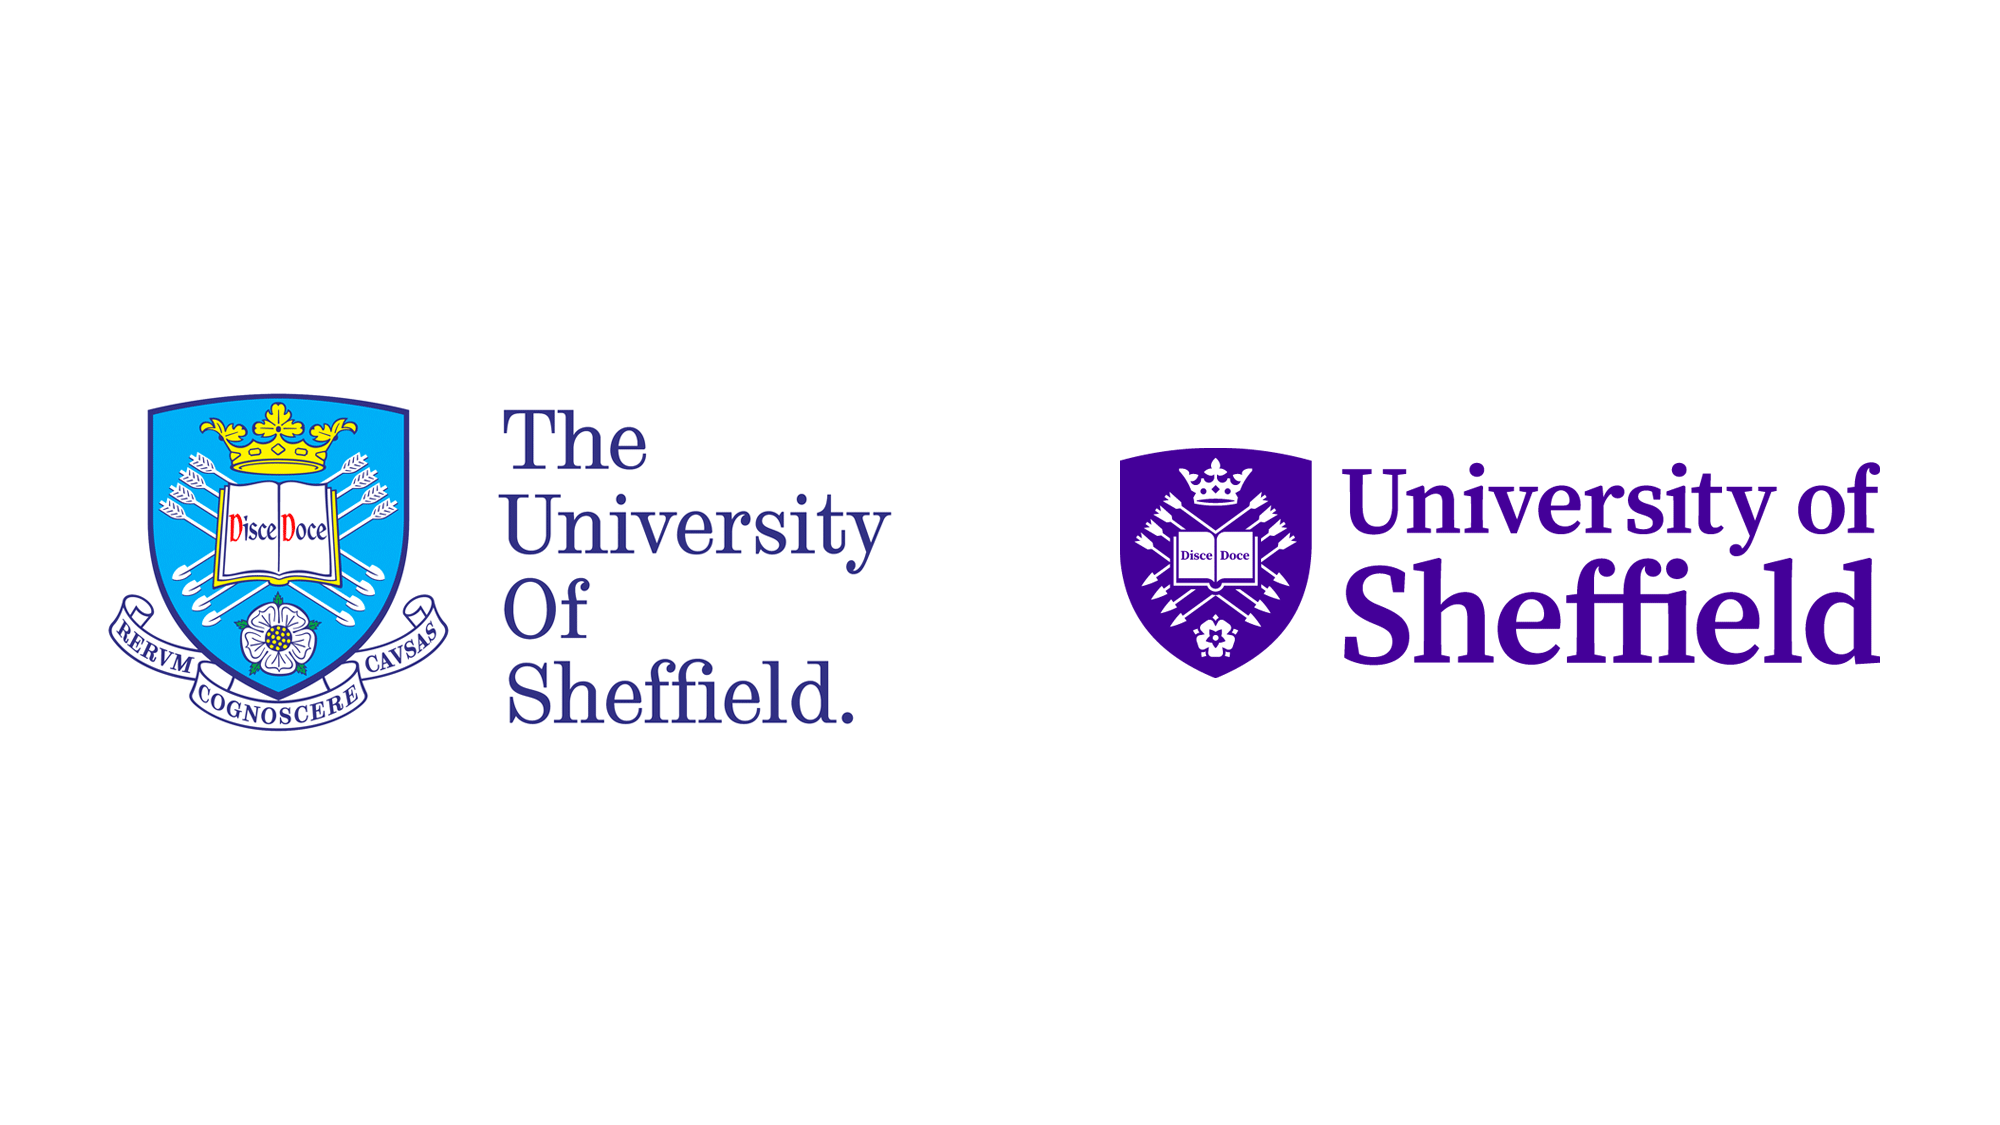 Disce Doce
RERVM COGNOSCERE CAVSAS
The
University
Of
Sheffield.
Disce Doce
University of
Sheffield